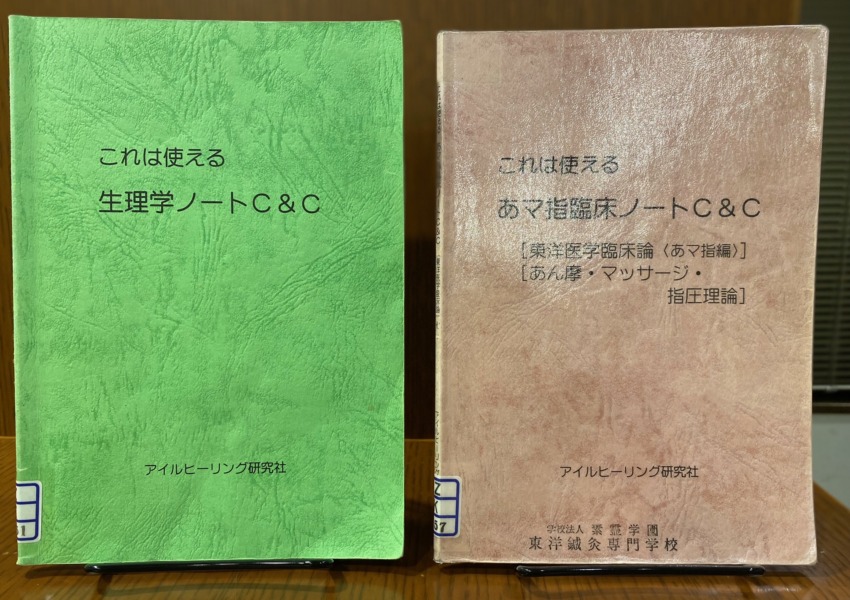 これは使える
生理学ノートC&C
アイルヒーリング研究社
これは使える
あマ指臨床ノートC&C
[東洋医学臨床論〈あマ指編〉]
[あん摩・マッサージ・
指圧理論]
アイルヒーリング研究社
学校法人 素霊学園
東洋鍼灸専門学校
1
Z
57